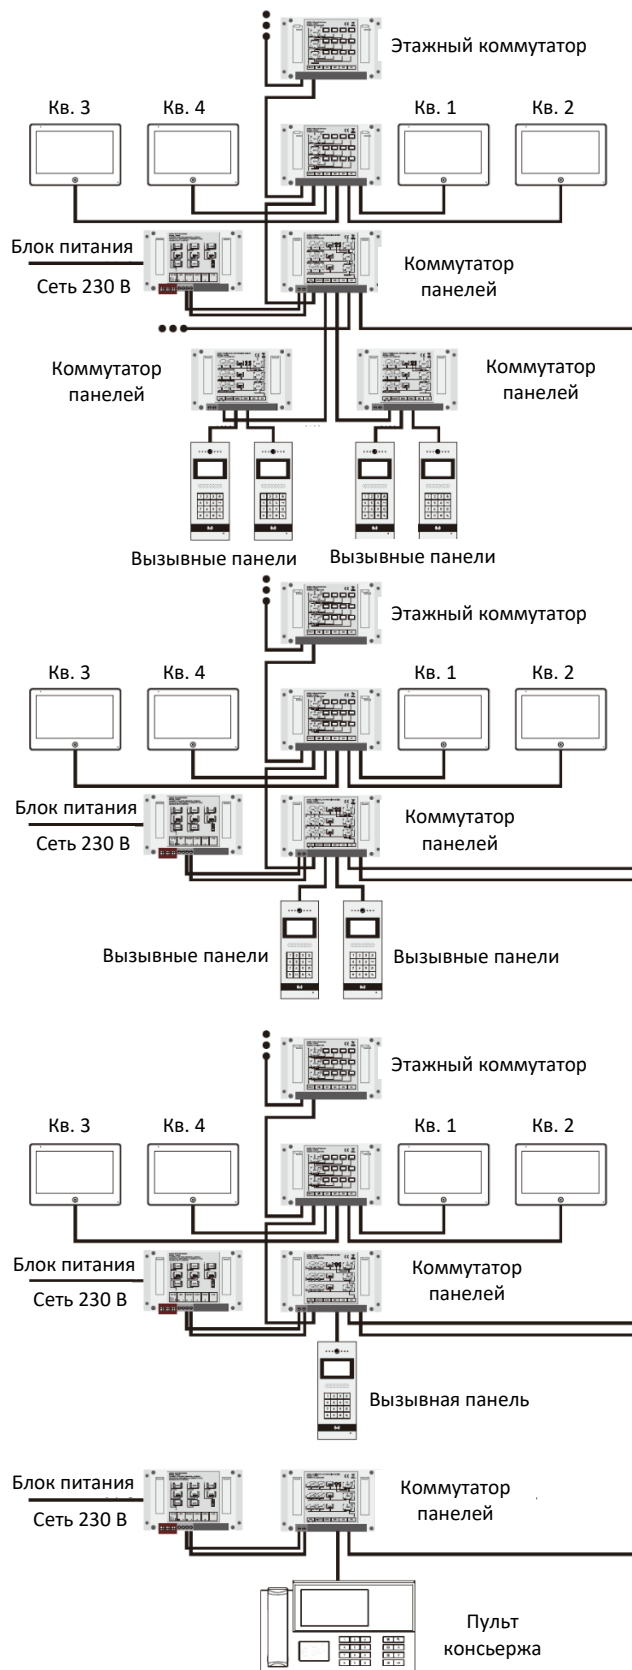 Этажный коммутатор
Кв. 3
Кв. 4
Кв. 1
Кв. 2
Блок питания
Сеть 230 В
Коммутатор
панелей
Коммутатор
панелей
Коммутатор
панелей
Вызывные панели
Вызывные панели
Этажный коммутатор
Кв. 3
Кв. 4
Кв. 1
Кв. 2
Блок питания
Сеть 230 В
Коммутатор
панелей
Вызывные панели
Вызывные панели
Этажный коммутатор
Кв. 3
Кв. 4
Кв. 1
Кв. 2
Блок питания
Сеть 230 В
Коммутатор
панелей
Вызывная панель
Блок питания
Сеть 230 В
Коммутатор
панелей
Пульт
консьержа